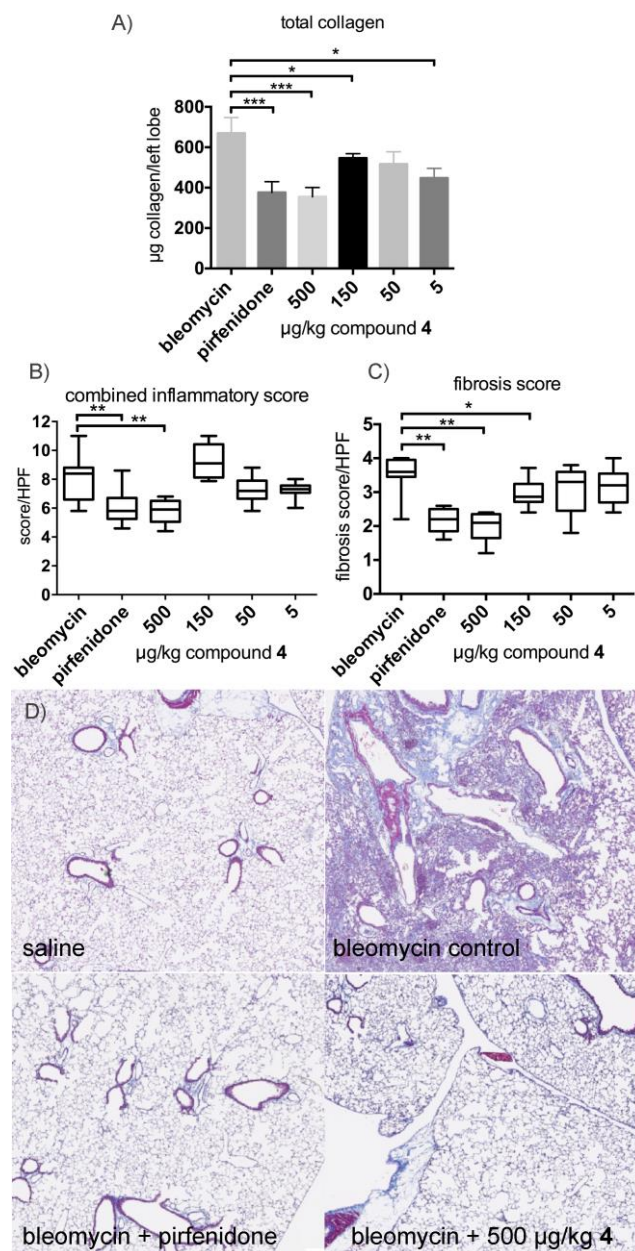 A)
total collagen
*
*
***
***
µg collagen/left lobe
800
600
400
200
0
bleomycin
pirfenidone
500
150
50
5
µg/kg compound 4
B)
combined inflammatory score
**
**
score/HPF
12
10
8
6
4
2
0
bleomycin
pirfenidone
500
150
50
5
µg/kg compound 4
C)
fibrosis score
*
**
**
fibrosis score/HPF
5
4
3
2
1
0
bleomycin
pirfenidone
500
150
50
5
µg/kg compound 4
D)
saline
bleomycin control
bleomycin + pirfenidone
bleomycin + 500 µg/kg 4